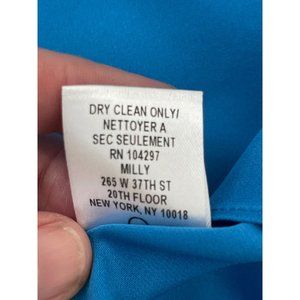 DRY CLEAN ONLY/
NETTOYER A
SEC SEULEMENT
RN 104297
MILLY
265 W 37TH ST
20TH FLOOR
NEW YORK, NY 10018